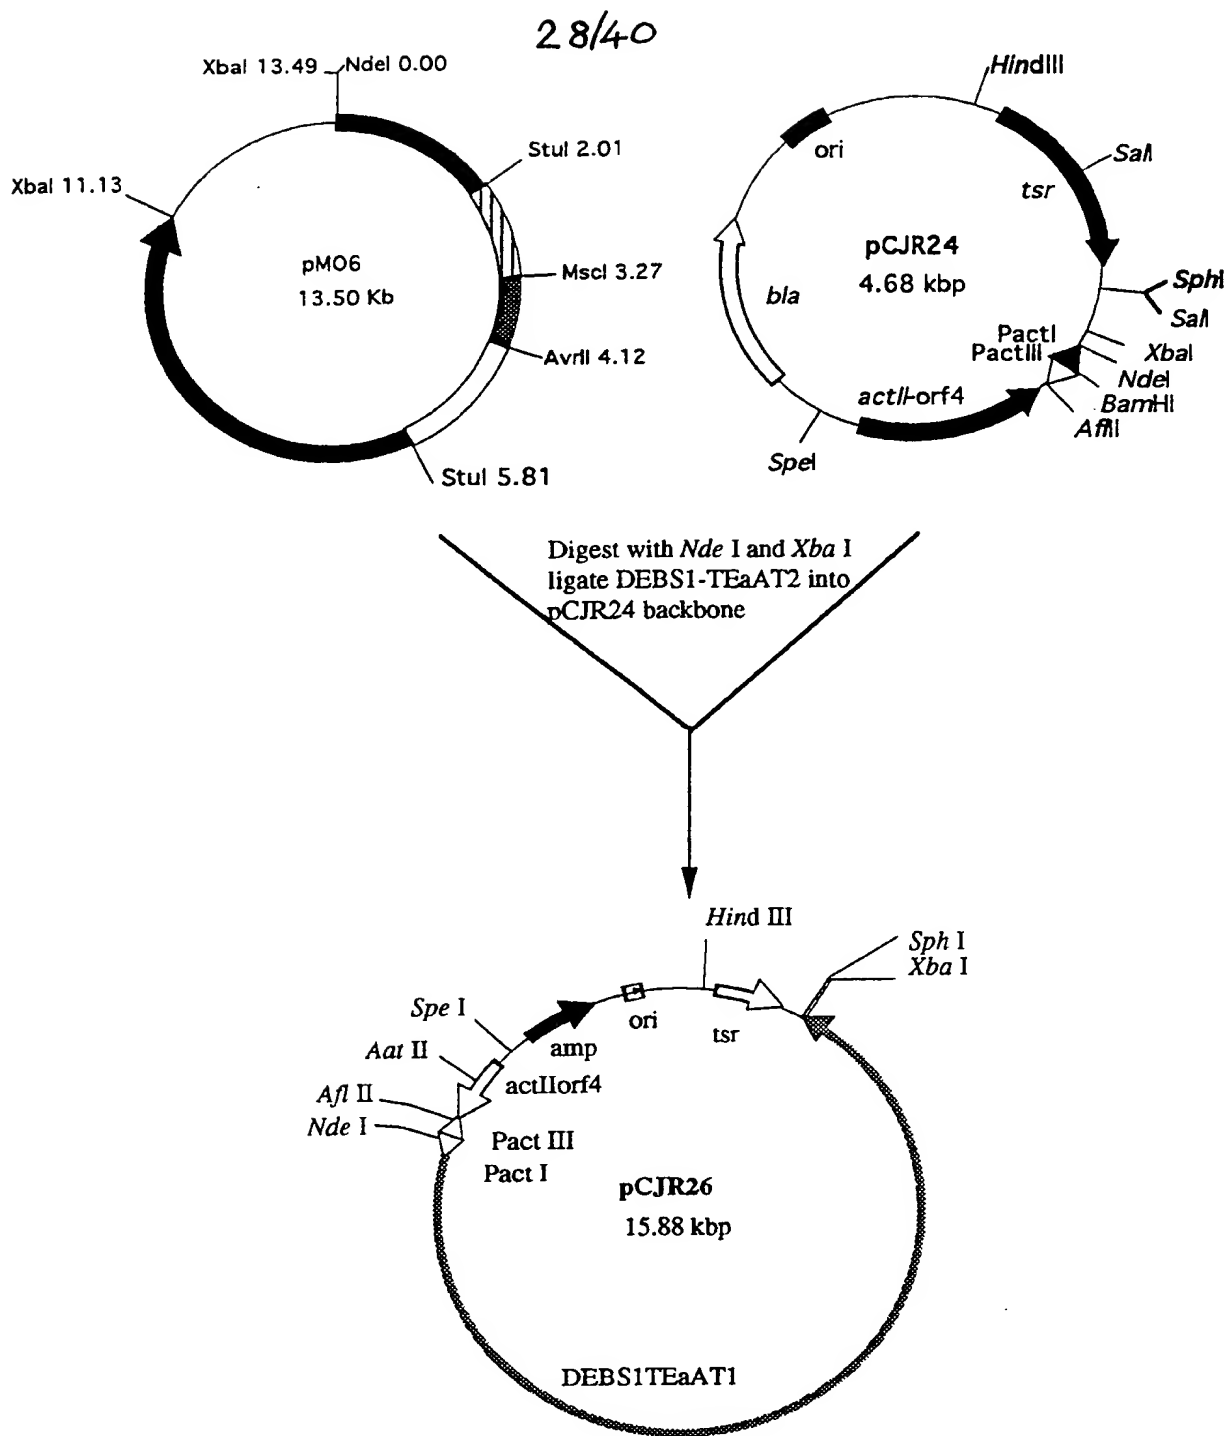 28/40
XbaI 13.49
NdeI 0.00
StuI 2.01
XbaI 11.13
pMO6
13.50 Kb
MscI 3.27
AvrII 4.12
StuI 5.81
HindIII
ori
SalI
tsr
pCJR24
4.68 kbp
bla
SphI
SalI
PactI
PactIII
XbaI
NdeI
BamHI
AflII
actII-orf4
SpeI
Digest with Nde I and Xba I
ligate DEBS1-TEaAT2 into
pCJR24 backbone
Hind III
Sph I
Xba I
Spe I
ori
tsr
amp
Aat II
actIIorf4
Afl II
Nde I
Pact III
Pact I
pCJR26
15.88 kbp
DEBS1TEaAT1